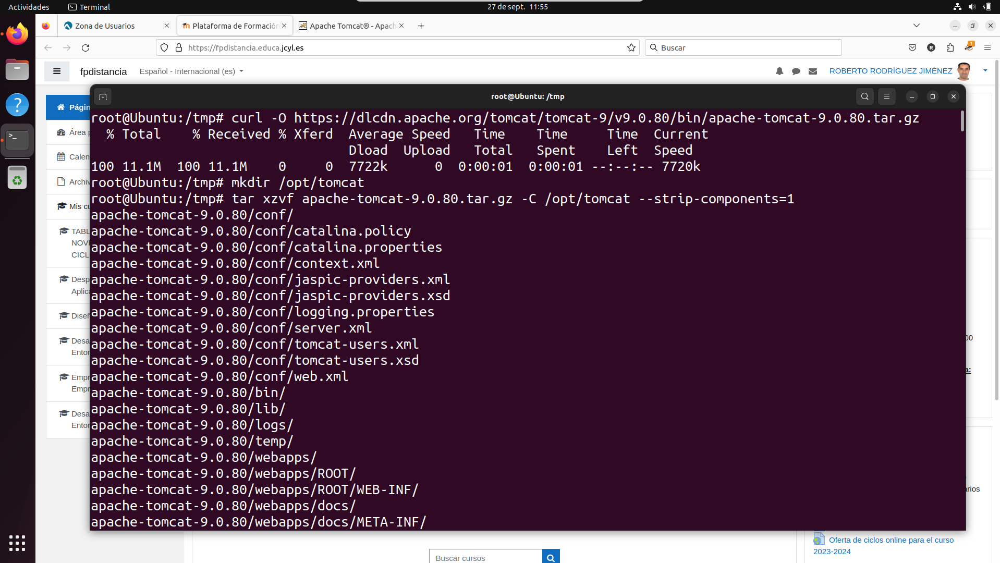 Actividades
Terminal
27 de sept. 11:55
Zona de Usuarios
Plataforma de Formación
Apache Tomcat® - Apach
https://fpdistancia.educa.jcyl.es
Buscar
R
1
fpdistancia
Español - Internacional (es)
ROBERTO RODRÍGUEZ JIMÉNEZ
root@Ubuntu: /tmp
root@Ubuntu:/tmp# curl -O https://dlcdn.apache.org/tomcat/tomcat-9/v9.0.80/bin/apache-tomcat-9.0.80.tar.gz
% Total % Received % Xferd Average Speed Time Time Time Current
Dload Upload Total Spent Left Speed
100 11.1M 100 11.1M 0 0 7722k 0 0:00:01 0:00:01 --:--:-- 7720k
root@Ubuntu:/tmp# mkdir /opt/tomcat
root@Ubuntu:/tmp# tar xzvf apache-tomcat-9.0.80.tar.gz -C /opt/tomcat --strip-components=1
apache-tomcat-9.0.80/conf/
apache-tomcat-9.0.80/conf/catalina.policy
apache-tomcat-9.0.80/conf/catalina.properties
apache-tomcat-9.0.80/conf/context.xml
apache-tomcat-9.0.80/conf/jaspic-providers.xml
apache-tomcat-9.0.80/conf/jaspic-providers.xsd
apache-tomcat-9.0.80/conf/logging.properties
apache-tomcat-9.0.80/conf/server.xml
apache-tomcat-9.0.80/conf/tomcat-users.xml
apache-tomcat-9.0.80/conf/tomcat-users.xsd
apache-tomcat-9.0.80/conf/web.xml
apache-tomcat-9.0.80/bin/
apache-tomcat-9.0.80/lib/
apache-tomcat-9.0.80/logs/
apache-tomcat-9.0.80/temp/
apache-tomcat-9.0.80/webapps/
apache-tomcat-9.0.80/webapps/ROOT/
apache-tomcat-9.0.80/webapps/ROOT/WEB-INF/
apache-tomcat-9.0.80/webapps/docs/
apache-tomcat-9.0.80/webapps/docs/META-INF/
Págin
Área p
Calen
Archiv
Mis cu
TABL
NOVE
CICL
Desp
Aplica
Diseñ
Desa
Entor
Empr
Empr
Desa
Entor
00
a:
arios
Oferta de ciclos online para el curso
2023-2024
Buscar cursos